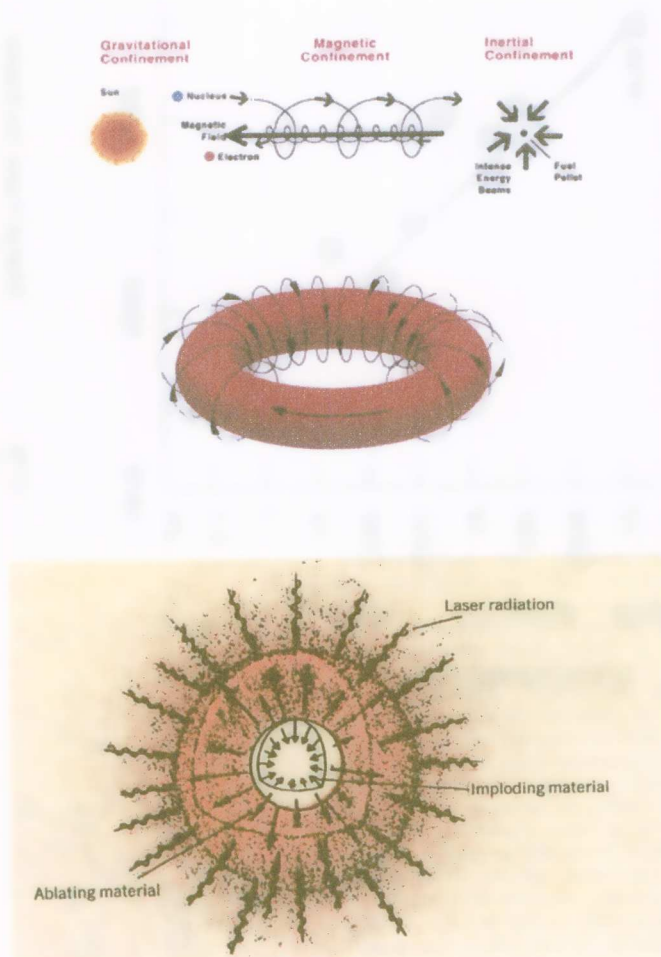 Gravitational
Confinement
Magnetic
Confinement
Inertial
Confinement
Sun
Nucleus
Magnetic
Field
Electron
Intense
Energy
Beams
Fuel
Pellet
Laser radiation
Imploding material
Ablating material